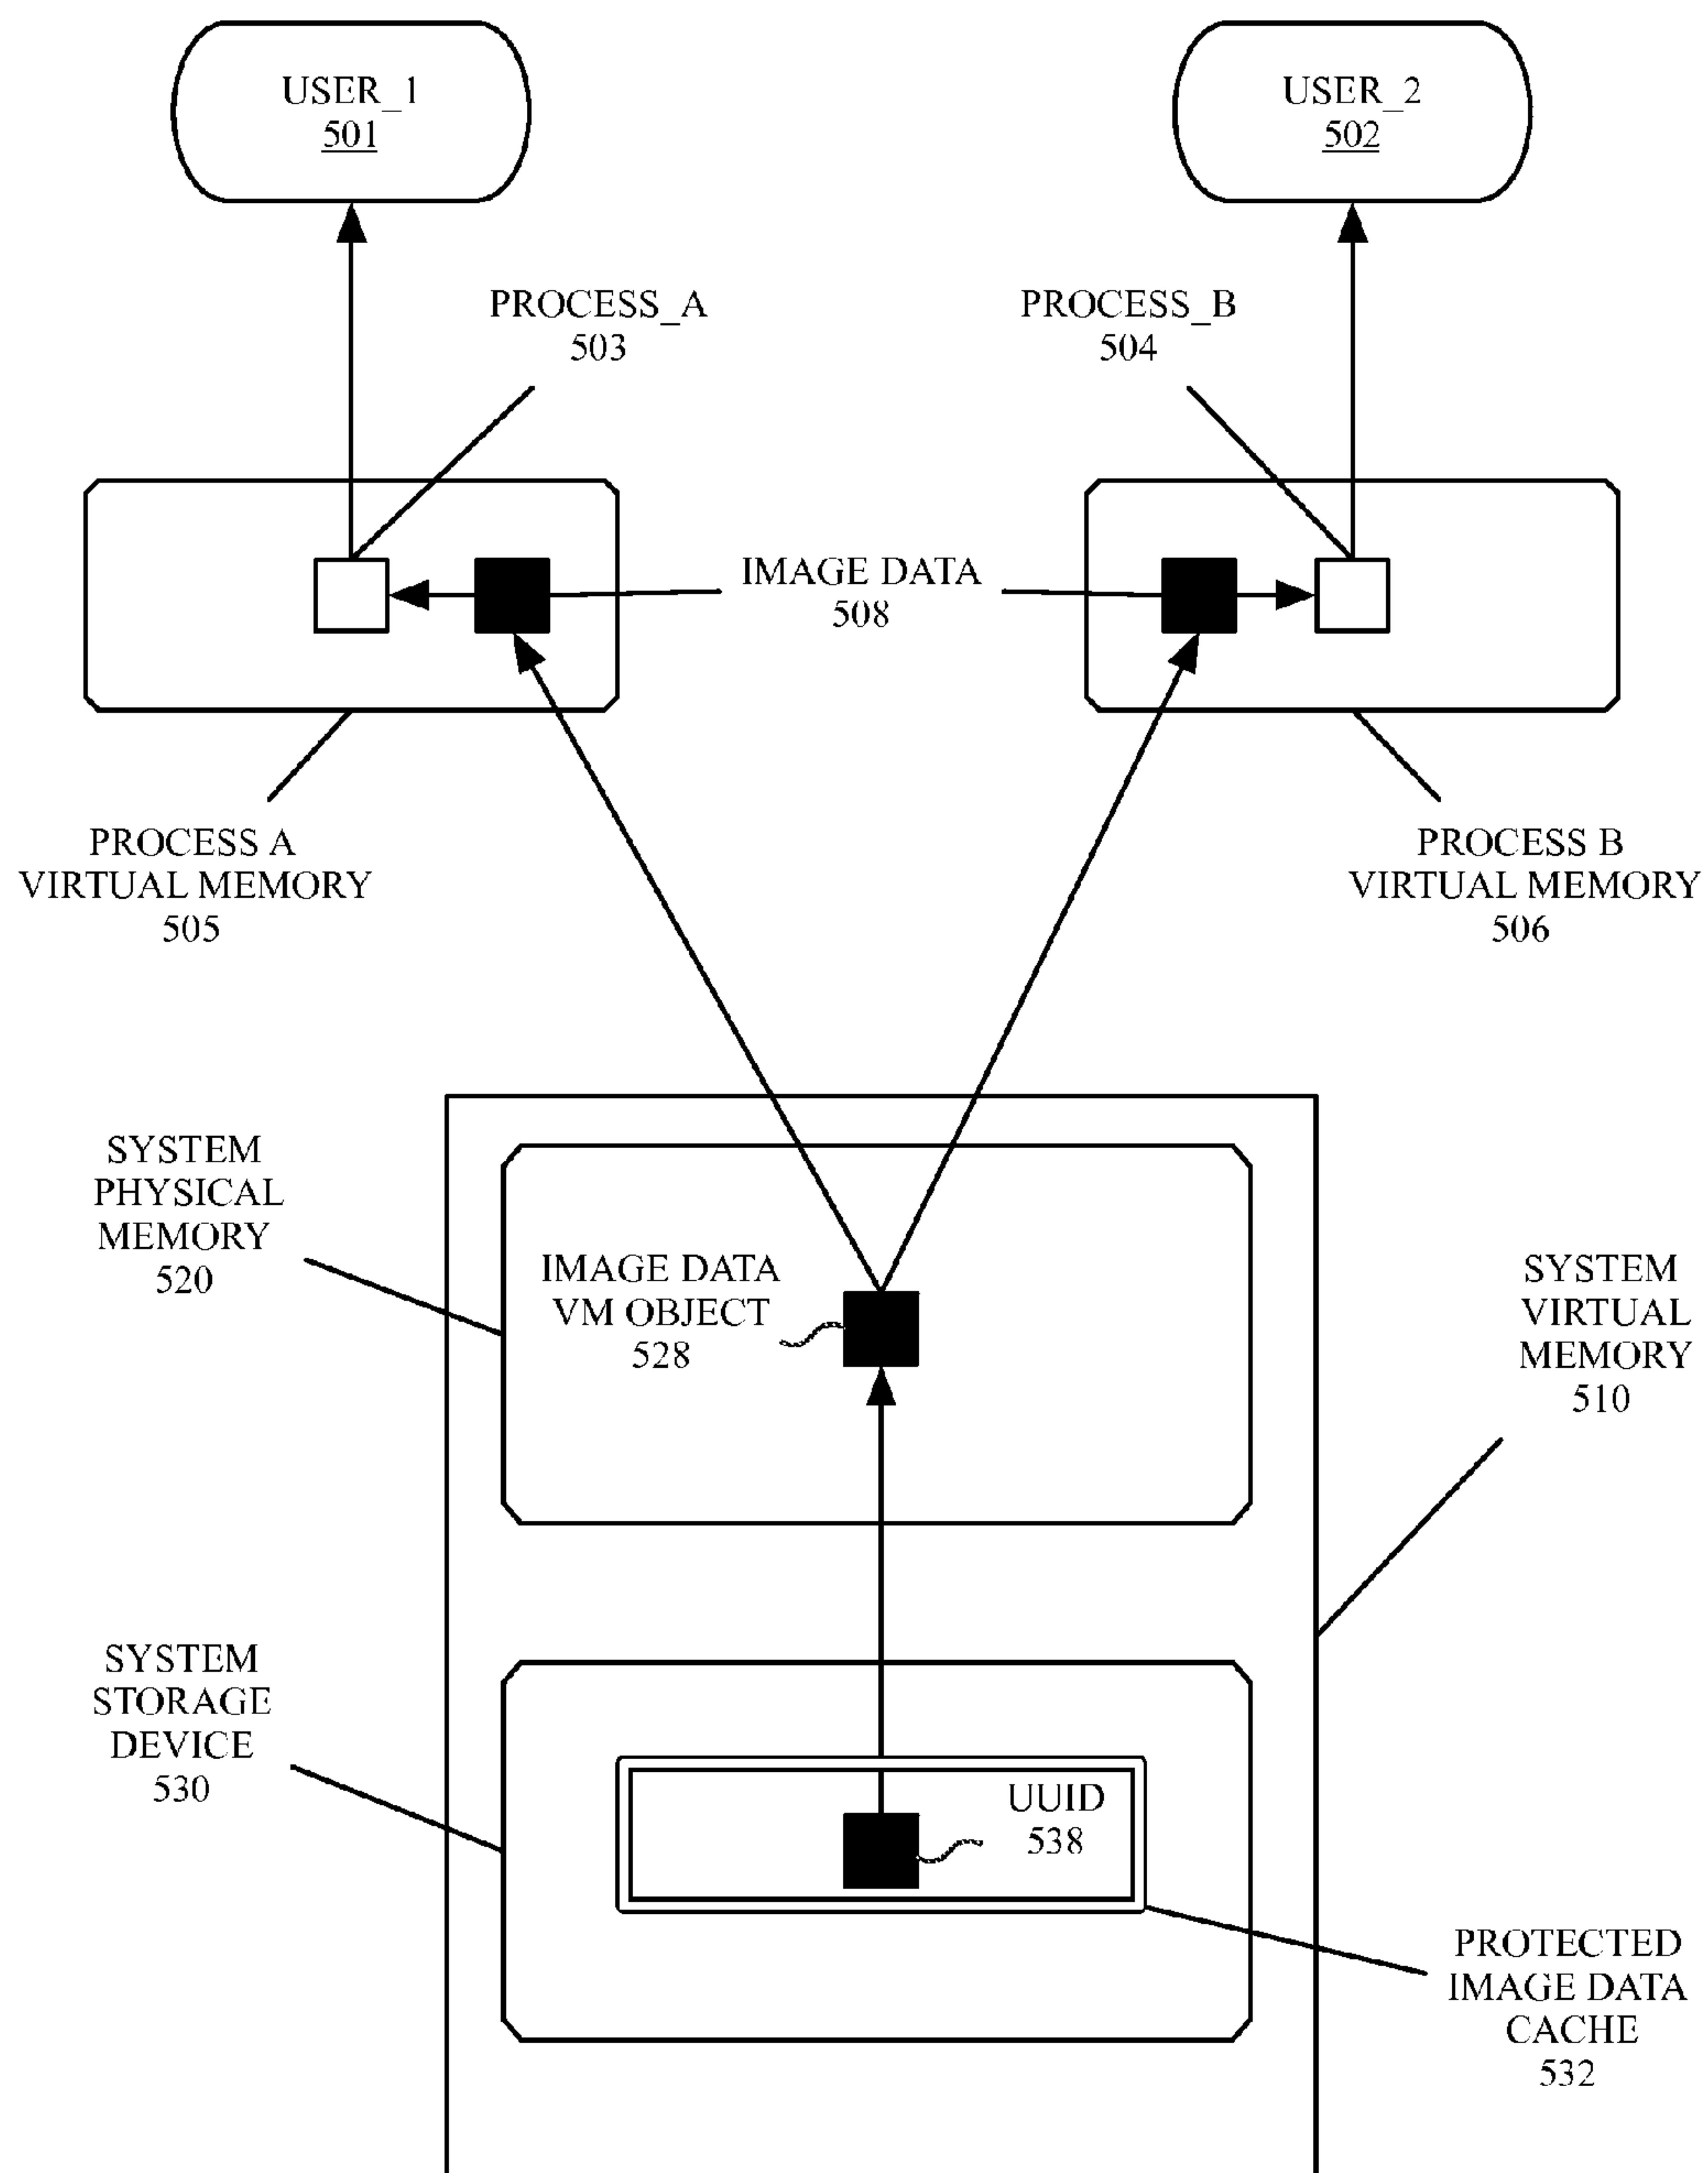 USER_1
501
USER_2
502
PROCESS_A
503
PROCESS_B
504
IMAGE DATA
508
PROCESS A
VIRTUAL MEMORY
505
PROCESS B
VIRTUAL MEMORY
506
SYSTEM
PHYSICAL
MEMORY
520
IMAGE DATA
VM OBJECT
528
SYSTEM
VIRTUAL
MEMORY
510
SYSTEM
STORAGE
DEVICE
530
UUID
538
PROTECTED
IMAGE DATA
CACHE
532